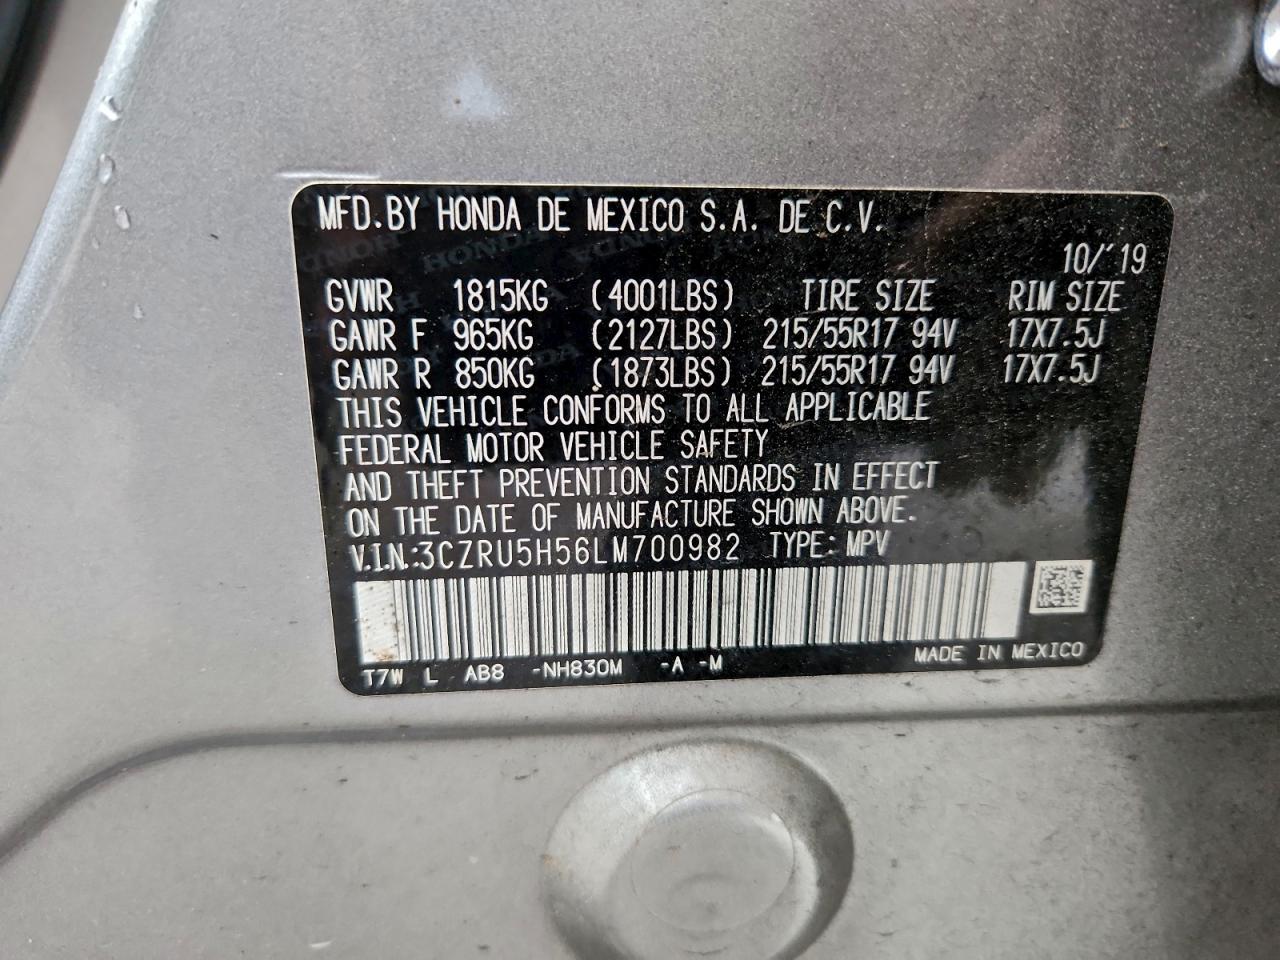 MFD. BY HONDA DE MEXICO S.A. DE C.V.
10/'19
GVWR 1815KG (4001LBS) TIRE SIZE RIM SIZE
GAWR F 965KG (2127LBS) 215/55R17 94V 17X7.5J
GAWR R 850KG (1873LBS) 215/55R17 94V 17X7.5J
THIS VEHICLE CONFORMS TO ALL APPLICABLE
FEDERAL MOTOR VEHICLE SAFETY
AND THEFT PREVENTION STANDARDS IN EFFECT
ON THE DATE OF MANUFACTURE SHOWN ABOVE.
V.I.N.:3CZRU5H56LM700982 TYPE: MPV
MADE IN MEXICO
T7W L AB8 -NH830M -A -M